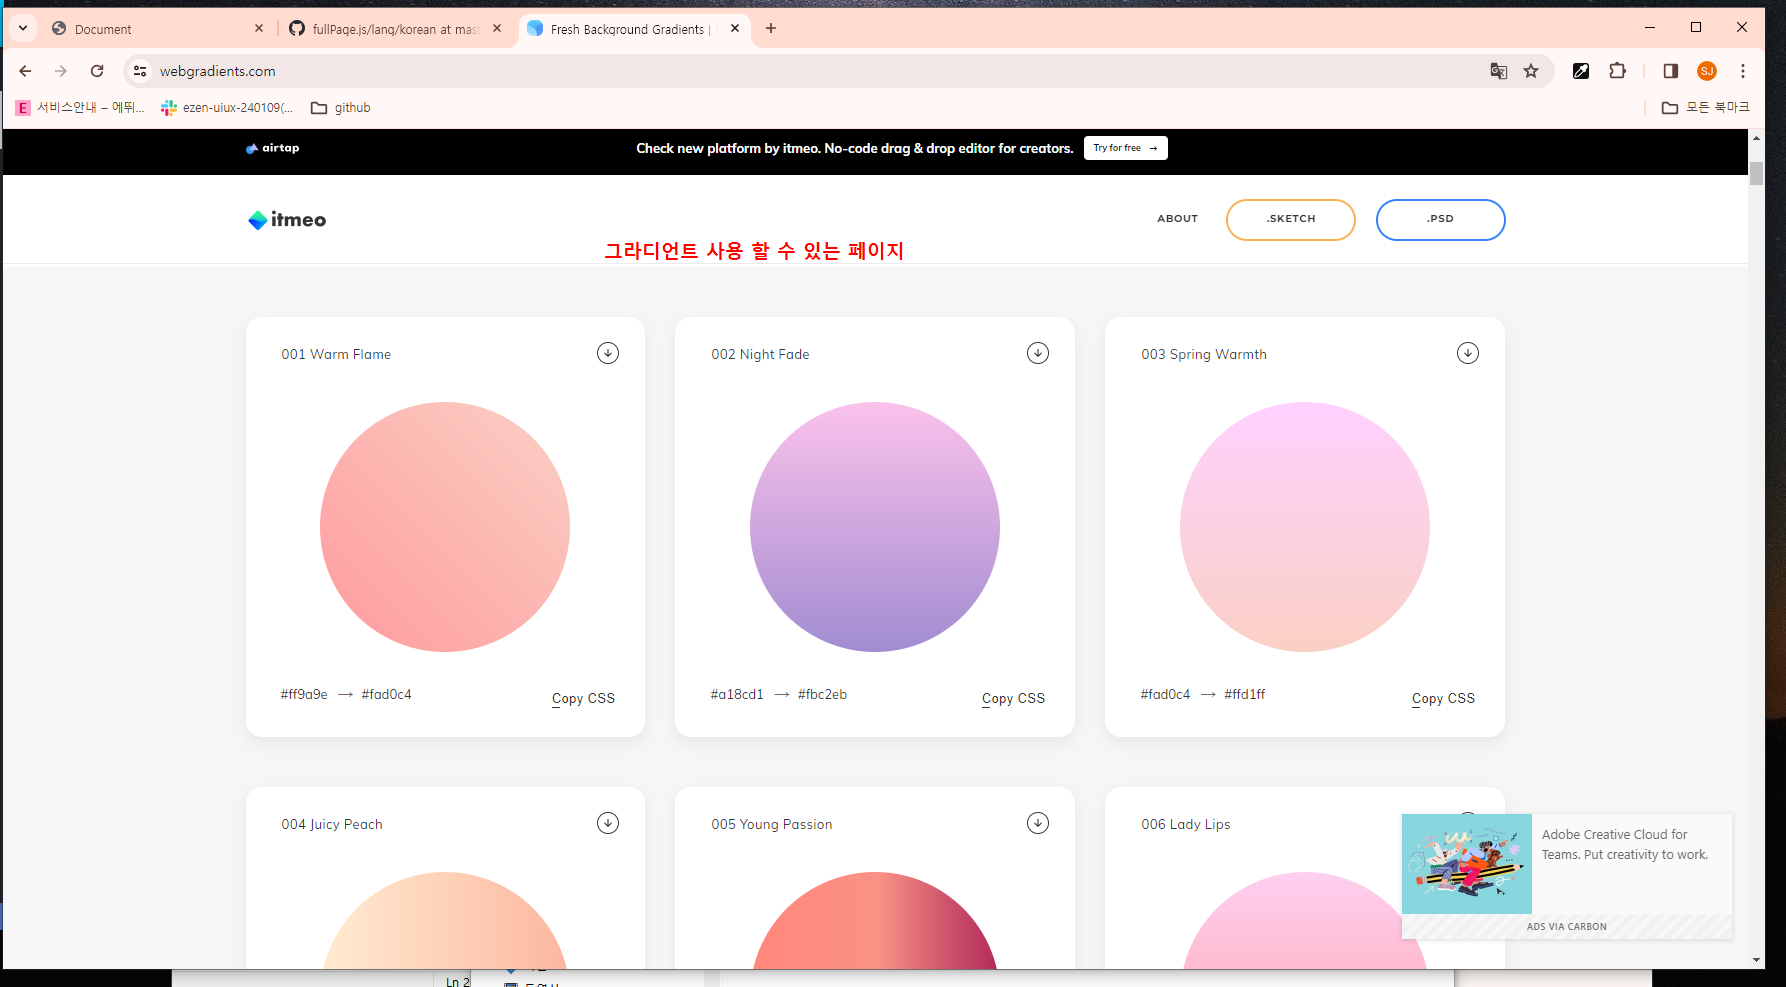 Document
fullPage.js/lang/korean at mast
Fresh Background Gradients |
webgradients.com
SJ
E 서비스안내 – 에뛰...
ezen-uiux-240109(...
github
모든 북마크
airtap
Check new platform by itmeo. No-code drag & drop editor for creators.
Try for free →
itmeo
ABOUT
.SKETCH
.PSD
그라디언트 사용 할 수 있는 페이지
001 Warm Flame
002 Night Fade
003 Spring Warmth
#ff9a9e → #fad0c4
Copy CSS
#a18cd1 → #fbc2eb
Copy CSS
#fad0c4 → #ffd1ff
Copy CSS
004 Juicy Peach
005 Young Passion
006 Lady Lips
Adobe Creative Cloud for
Teams. Put creativity to work.
ADS VIA CARBON
Ln 2